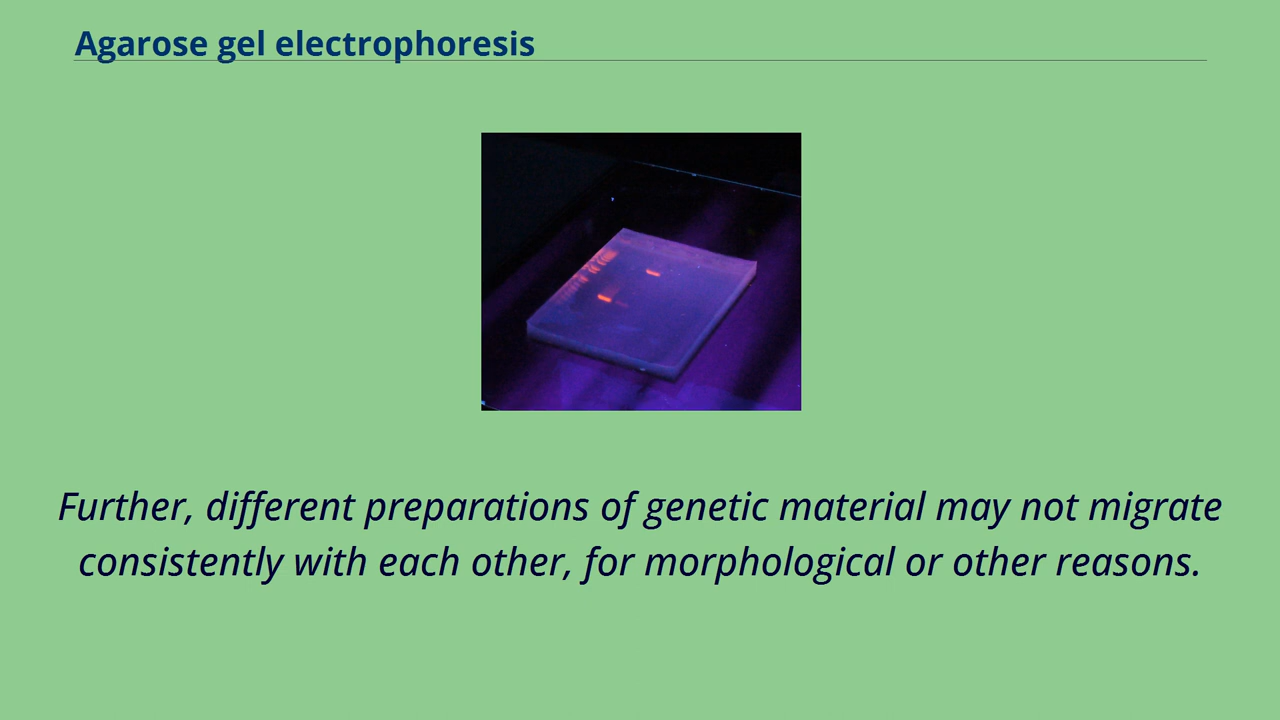 Agarose gel electrophoresis
Further, different preparations of genetic material may not migrate
consistently with each other, for morphological or other reasons.